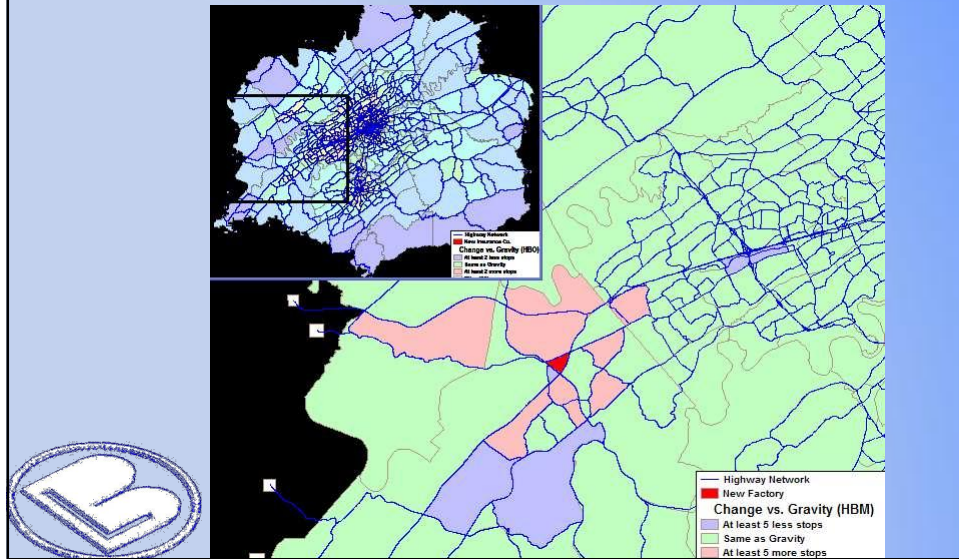 Highway Network
New Insurance Co.
Change vs. Gravity (HBO)
At least 2 less stops
Same as Gravity
At least 2 more stops
Highway Network
New Factory
Change vs. Gravity (HBM)
At least 5 less stops
Same as Gravity
At least 5 more stops